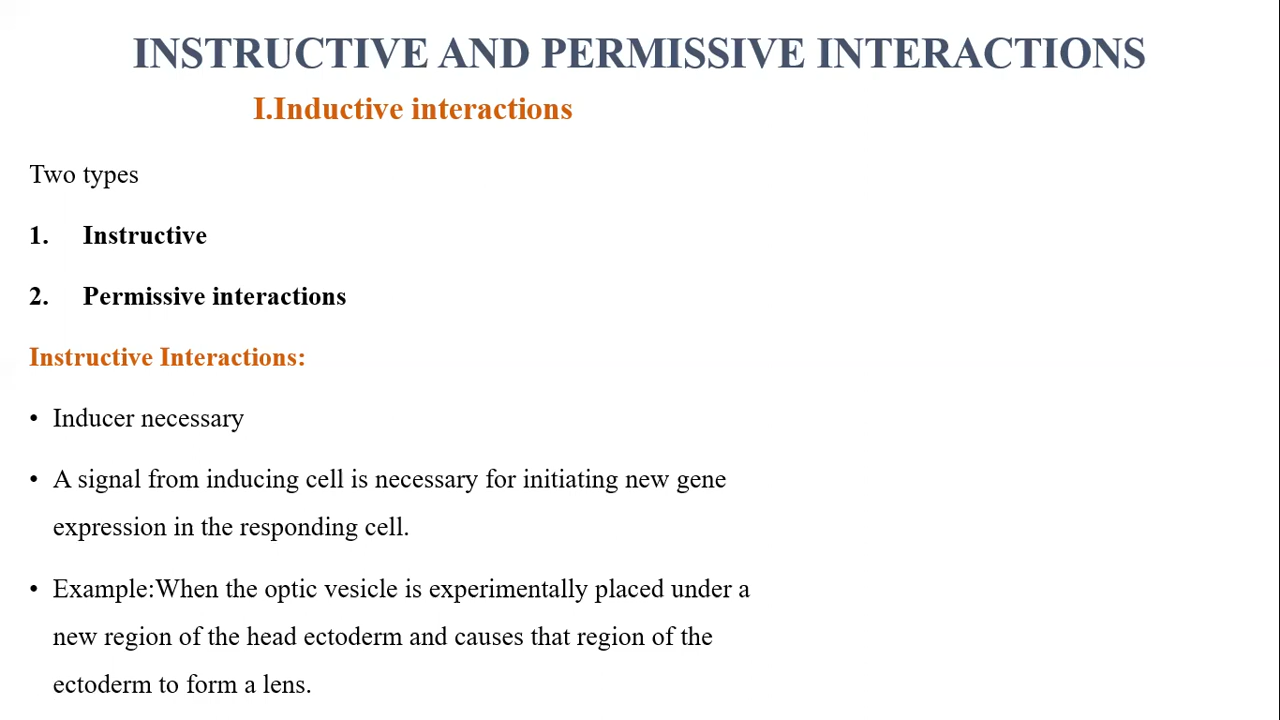 INSTRUCTIVE AND PERMISSIVE INTERACTIONS
I.Inductive interactions
Two types
1. Instructive
2. Permissive interactions
Instructive Interactions:
• Inducer necessary
• A signal from inducing cell is necessary for initiating new gene
expression in the responding cell.
• Example:When the optic vesicle is experimentally placed under a
new region of the head ectoderm and causes that region of the
ectoderm to form a lens.